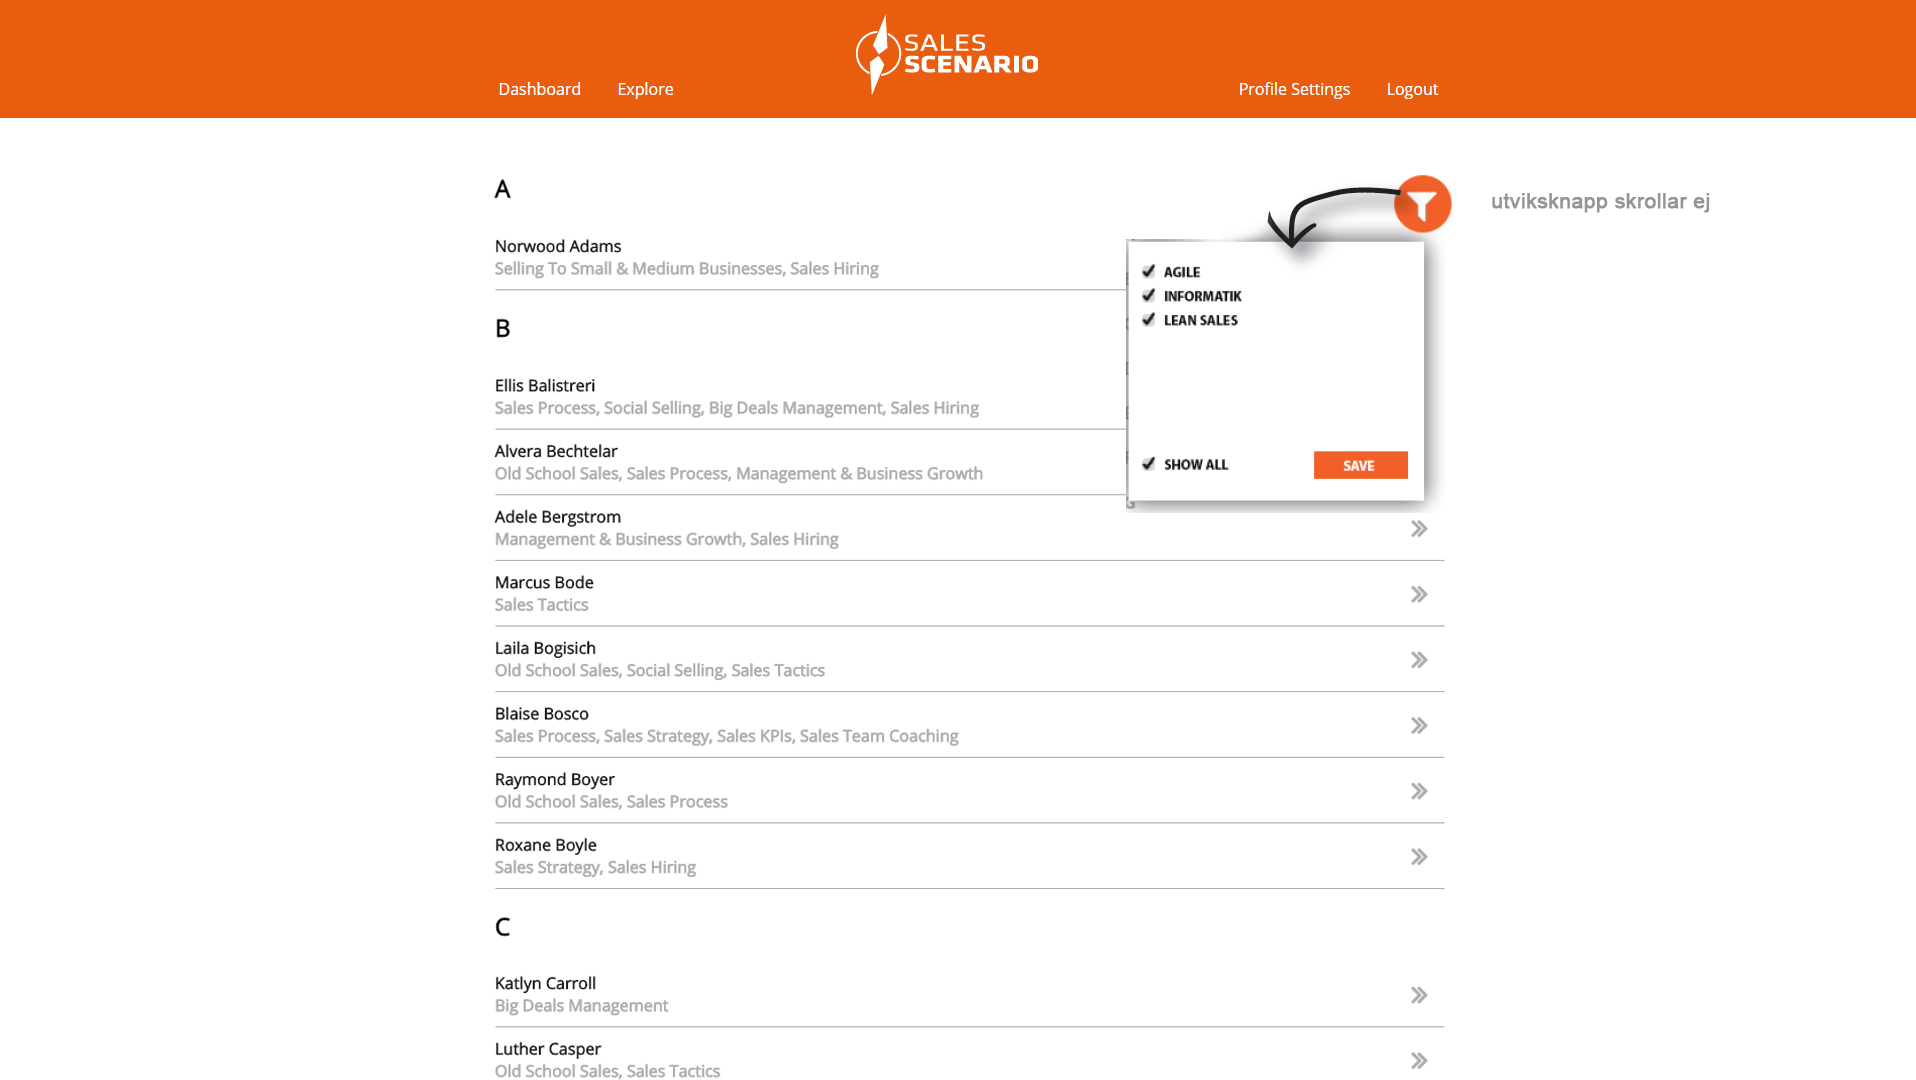 SALES
SCENARIO
Dashboard
Explore
Profile Settings
Logout
A
utviksknapp skrollar ej
Norwood Adams
Selling To Small & Medium Businesses, Sales Hiring
AGILE
INFORMATIK
LEAN SALES
SHOW ALL
SAVE
B
Ellis Balistreri
Sales Process, Social Selling, Big Deals Management, Sales Hiring
Alvera Bechtelar
Old School Sales, Sales Process, Management & Business Growth
Adele Bergstrom
Management & Business Growth, Sales Hiring
Marcus Bode
Sales Tactics
Laila Bogisich
Old School Sales, Social Selling, Sales Tactics
Blaise Bosco
Sales Process, Sales Strategy, Sales KPIs, Sales Team Coaching
Raymond Boyer
Old School Sales, Sales Process
Roxane Boyle
Sales Strategy, Sales Hiring
C
Katlyn Carroll
Big Deals Management
Luther Casper
Old School Sales, Sales Tactics